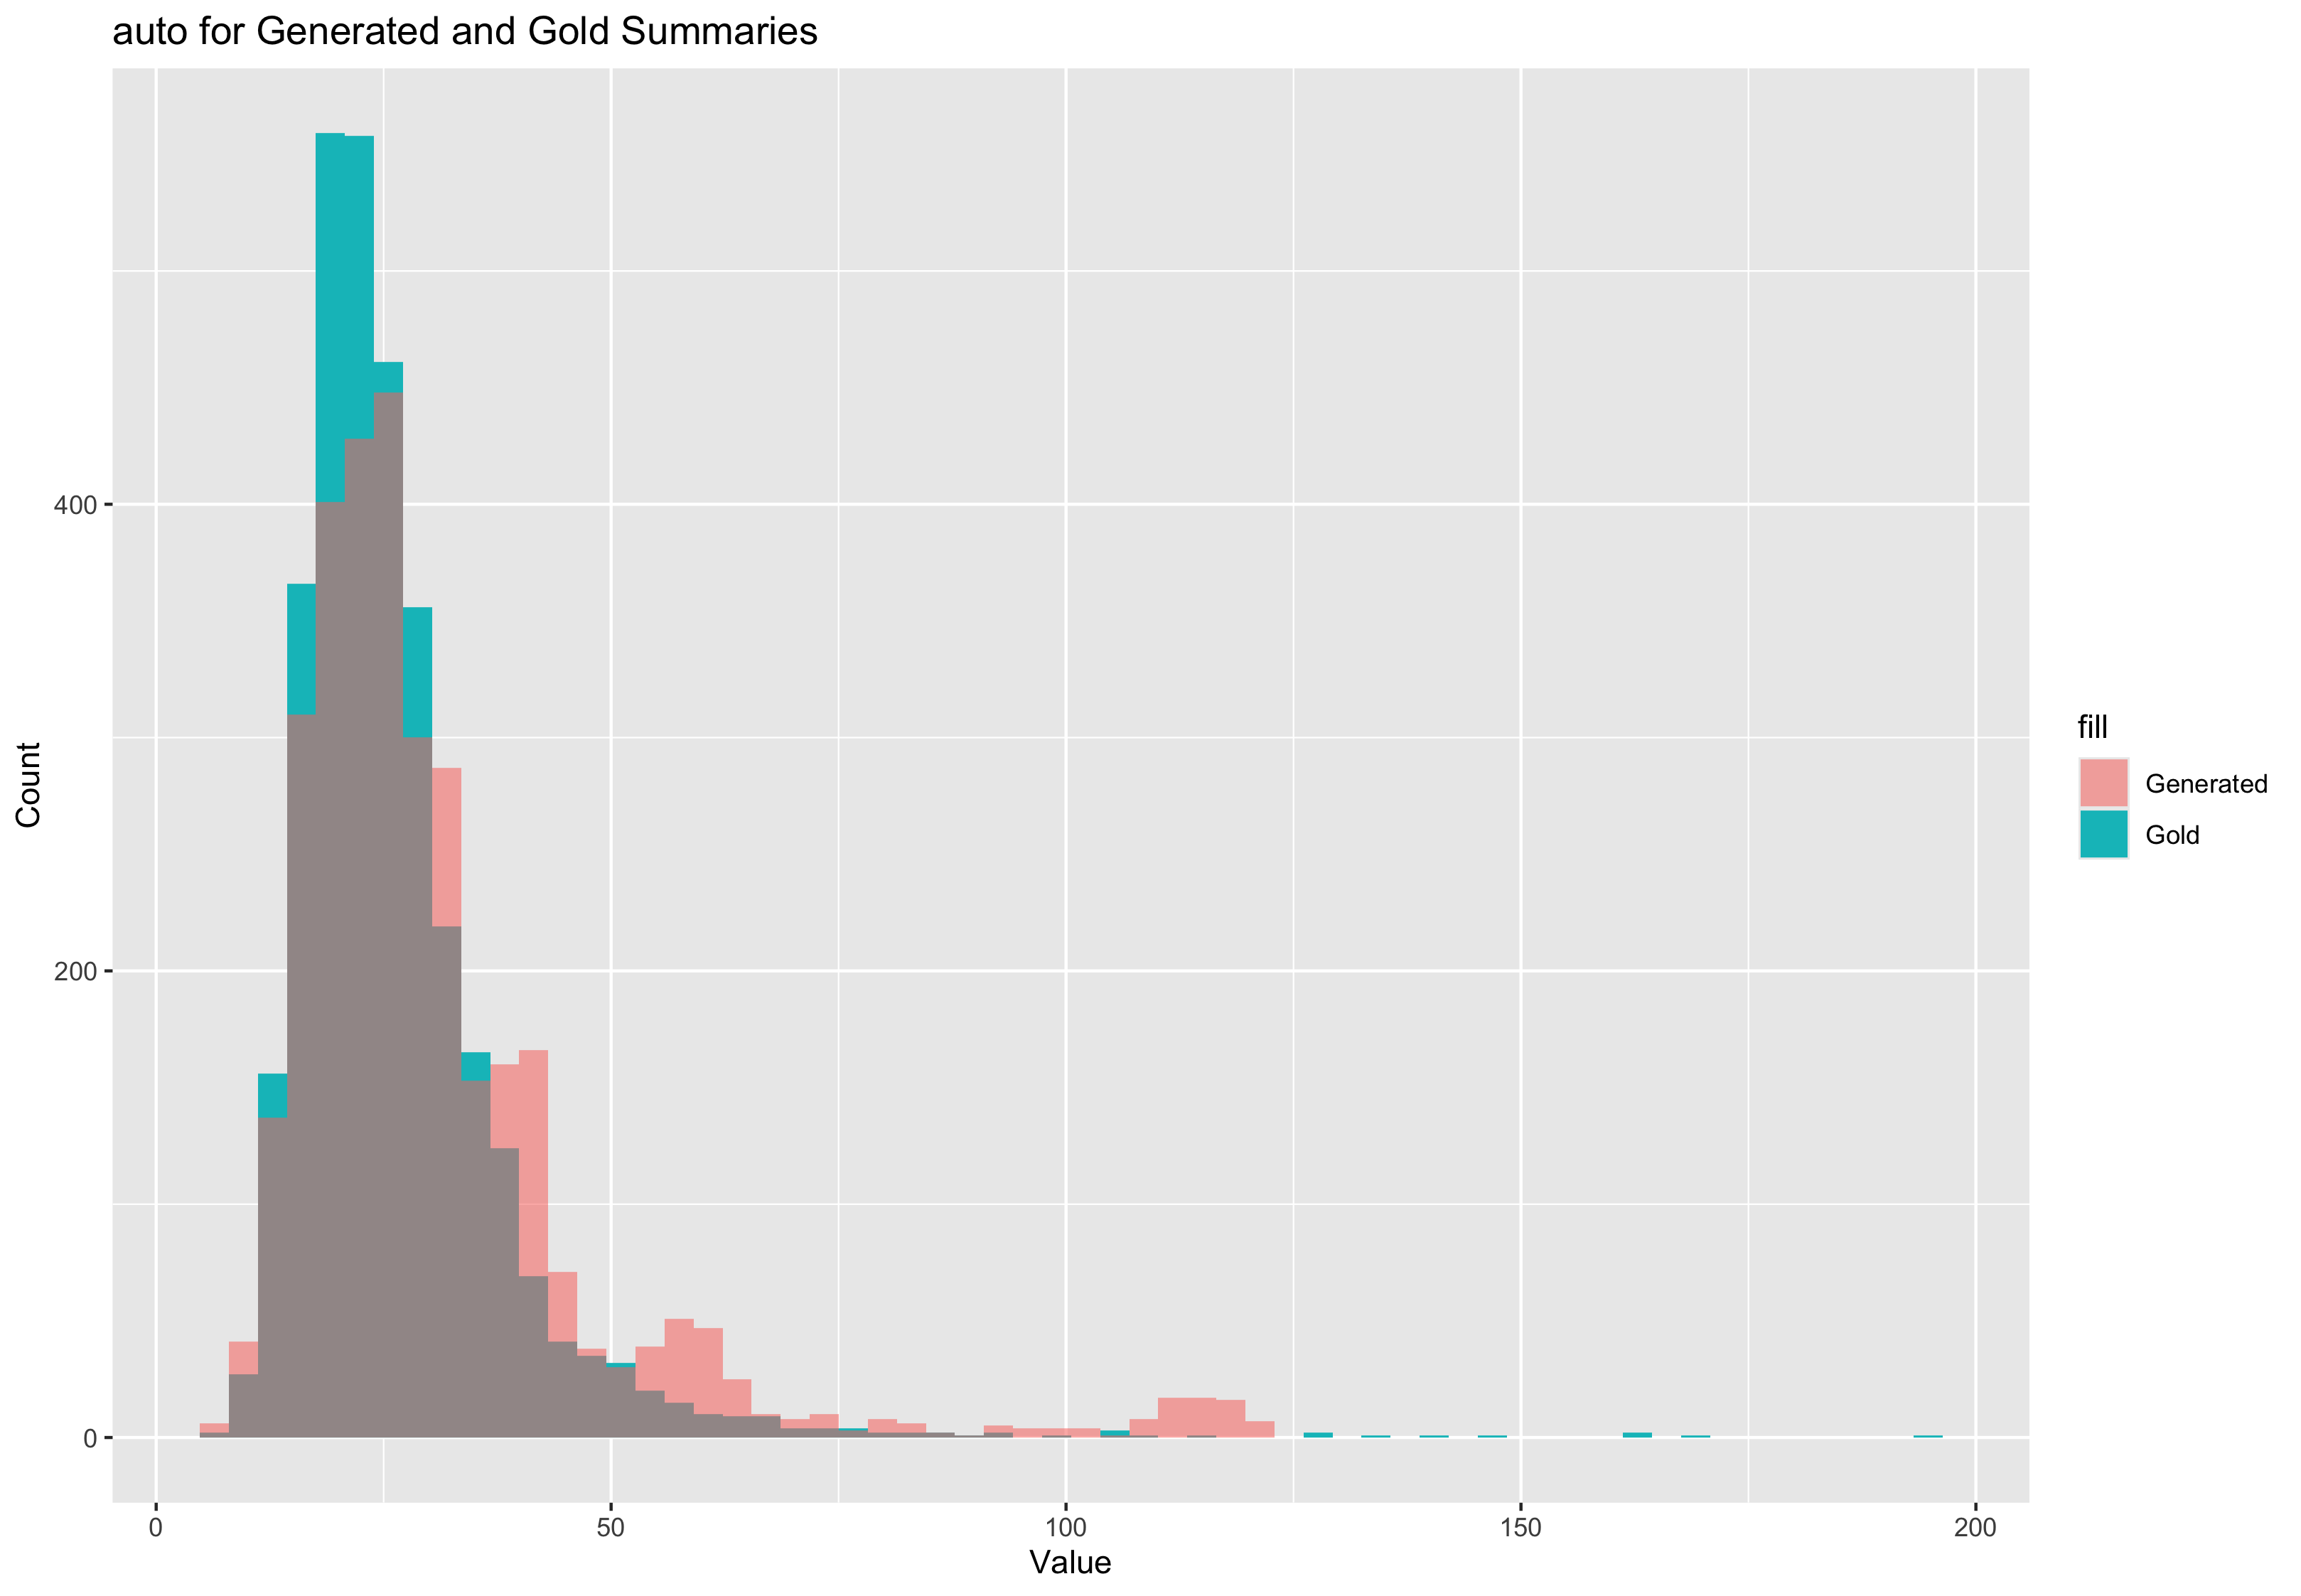 auto for Generated and Gold Summaries
Count
400
200
0
0 50 100 150 200
Value
fill
Generated
Gold